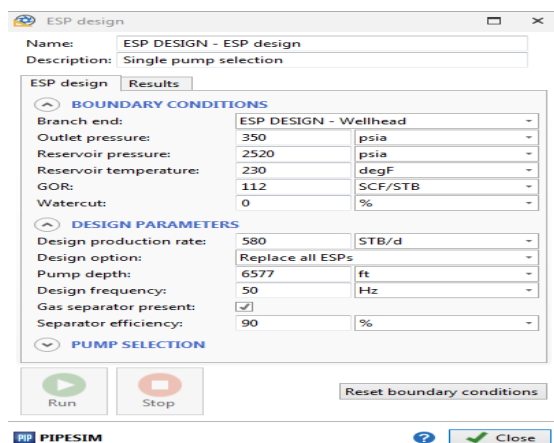 ESP design
Name: ESP DESIGN - ESP design
Description: Single pump selection
ESP design Results
BOUNDARY CONDITIONS
Branch end: ESP DESIGN - Wellhead
Outlet pressure: 350 psia
Reservoir pressure: 2520 psia
Reservoir temperature: 230 degF
GOR: 112 SCF/STB
Watercut: 0 %
DESIGN PARAMETERS
Design production rate: 580 STB/d
Design option: Replace all ESPs
Pump depth: 6577 ft
Design frequency: 50 Hz
Gas separator present:
Separator efficiency: 90 %
PUMP SELECTION
Run Stop Reset boundary conditions
PIP PIPESIM ? Close